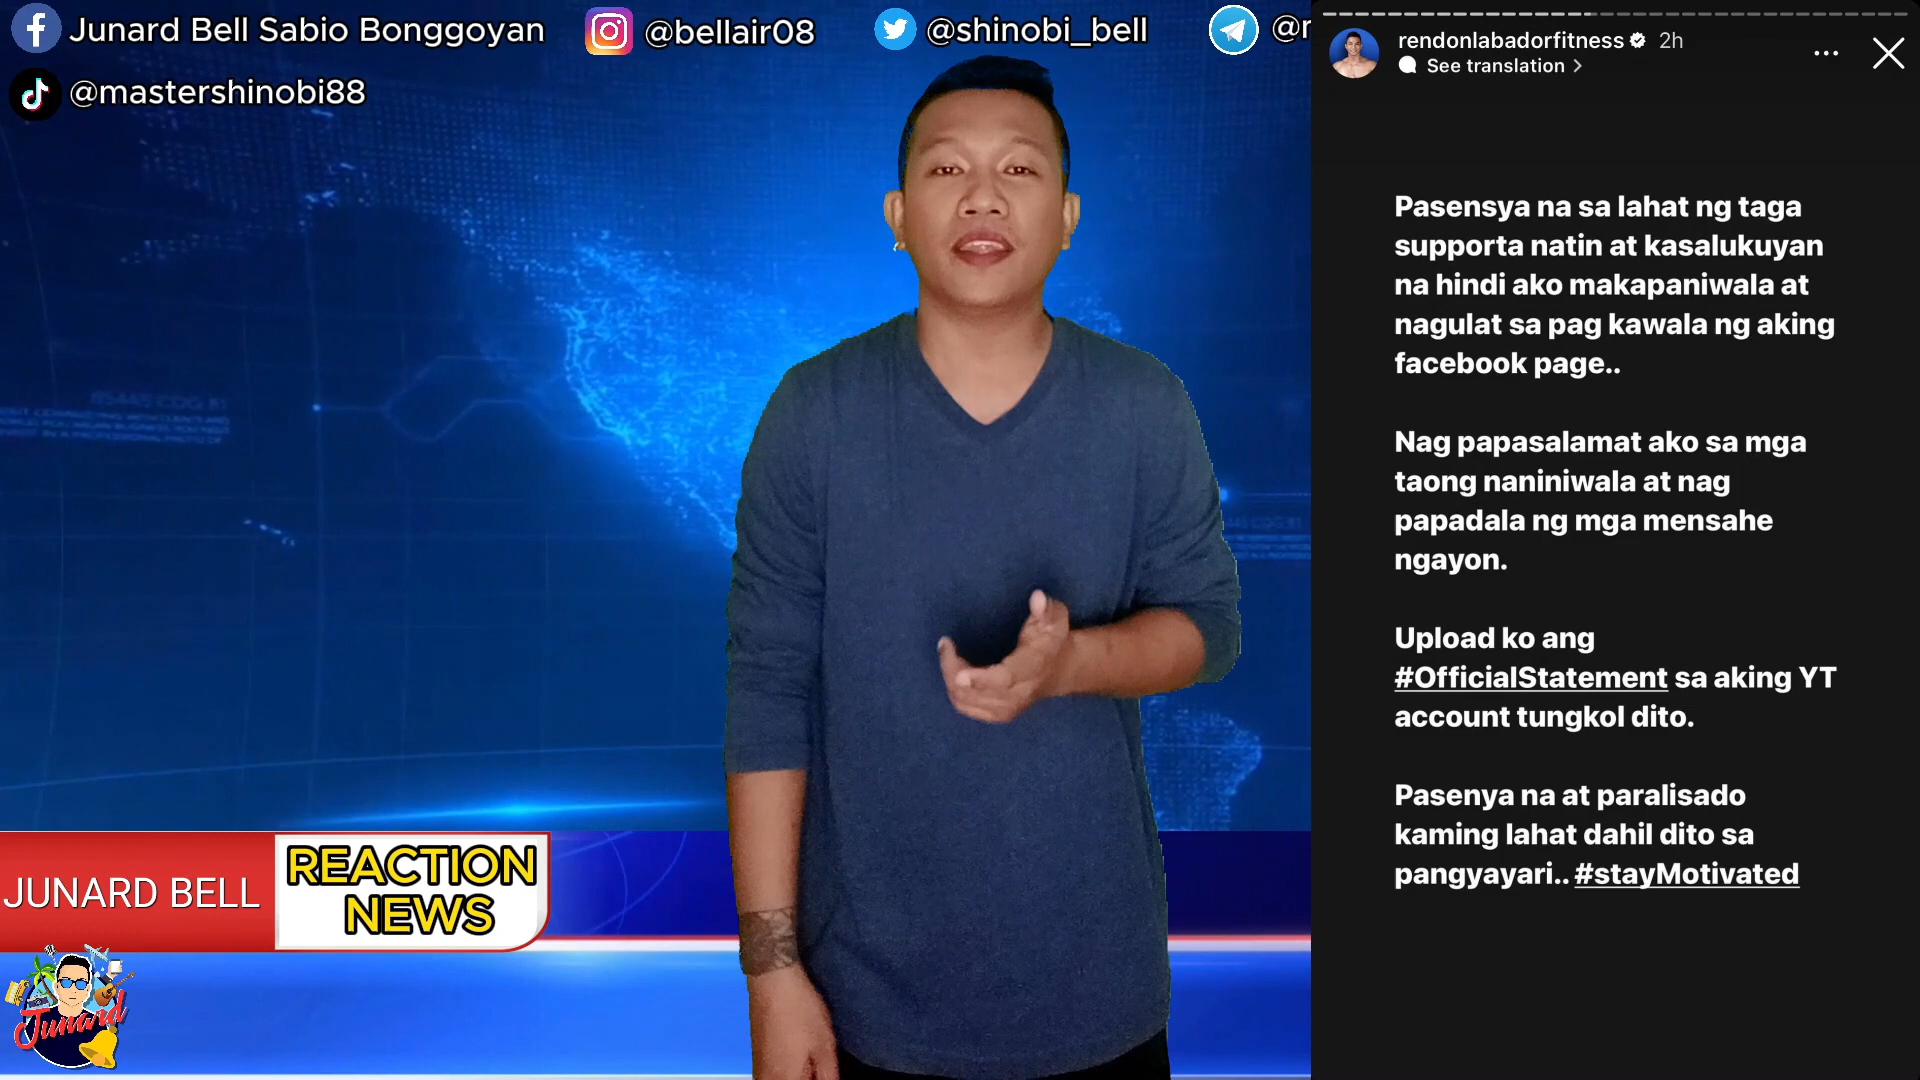 Junard Bell Sabio Bonggoyan
@bellair08
@shinobi_bell
@mastershinobi88
JUNARD BELL
REACTION
NEWS
Junard
rendonlabadorfitness 2h
See translation
Pasensya na sa lahat ng taga
supporta natin at kasalukuyan
na hindi ako makapaniwala at
nagulat sa pag kawala ng aking
facebook page..
Nag papasalamat ako sa mga
taong naniniwala at nag
papadala ng mga mensahe
ngayon.
Upload ko ang
#OfficialStatement sa aking YT
account tungkol dito.
Pasenya na at paralisado
kaming lahat dahil dito sa
pangyayari.. #stayMotivated